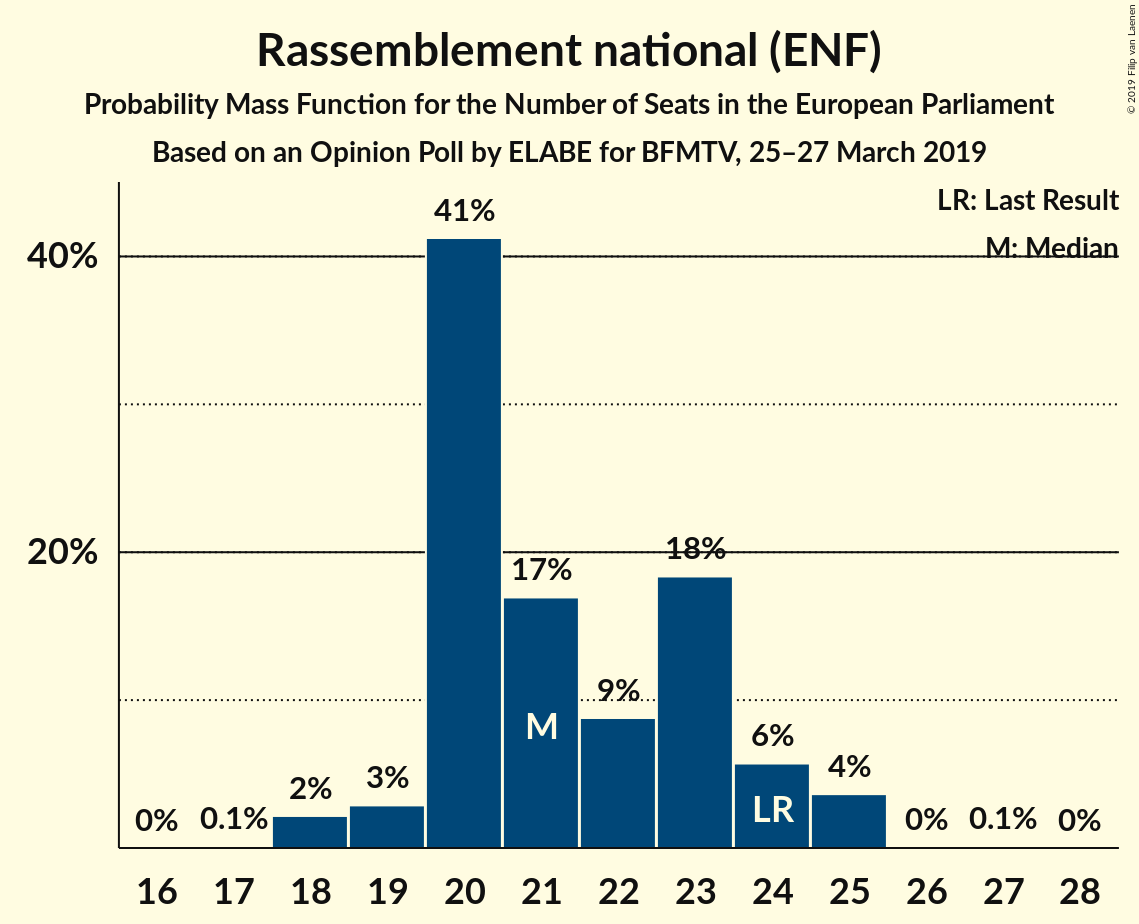 Rassemblement national (ENF)
Probability Mass Function for the Number of Seats in the European Parliament
Based on an Opinion Poll by ELABE for BFMTV, 25–27 March 2019
© 2019 Filip van Laenen
LR: Last Result
M: Median
40%
20%
0%
0.1%
2%
3%
41%
17%
9%
18%
6%
4%
0%
0.1%
0%
M
LR
16 17 18 19 20 21 22 23 24 25 26 27 28